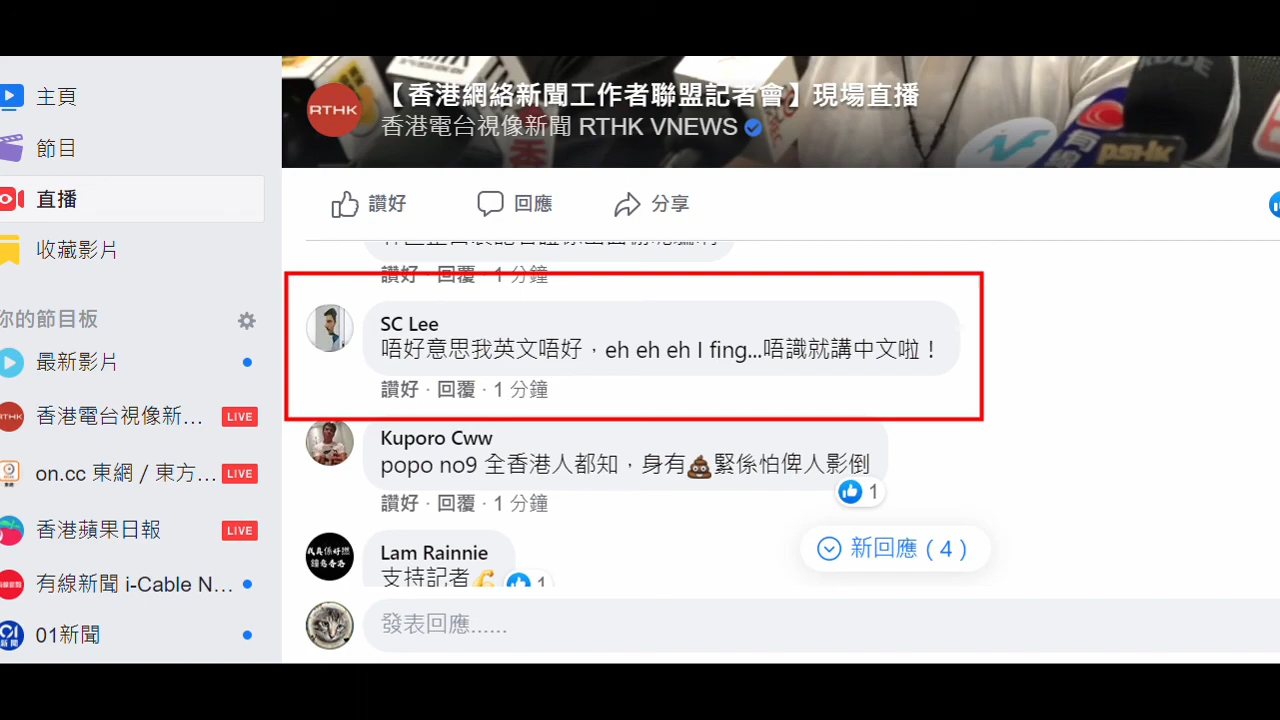 主頁
節目
直播
收藏影片
你的節目板
最新影片
香港電台視像新...
LIVE
on.cc 東網 / 東方...
LIVE
香港蘋果日報
LIVE
有線新聞 i-Cable N...
01新聞
RTHK
【香港網絡新聞工作者聯盟記者會】現場直播
香港電台視像新聞 RTHK VNEWS
有線
讚好
回應
分享
讚好 · 回覆 · 1 分鐘
SC Lee
唔好意思我英文唔好，eh eh eh I fing...唔識就講中文啦！
讚好 · 回覆 · 1 分鐘
Kuporo Cww
popo no9 全香港人都知，身有💩緊係怕俾人影倒
1
讚好 · 回覆 · 1 分鐘
Lam Rainnie
支持記者💪
1
新回應（4）
發表回應......